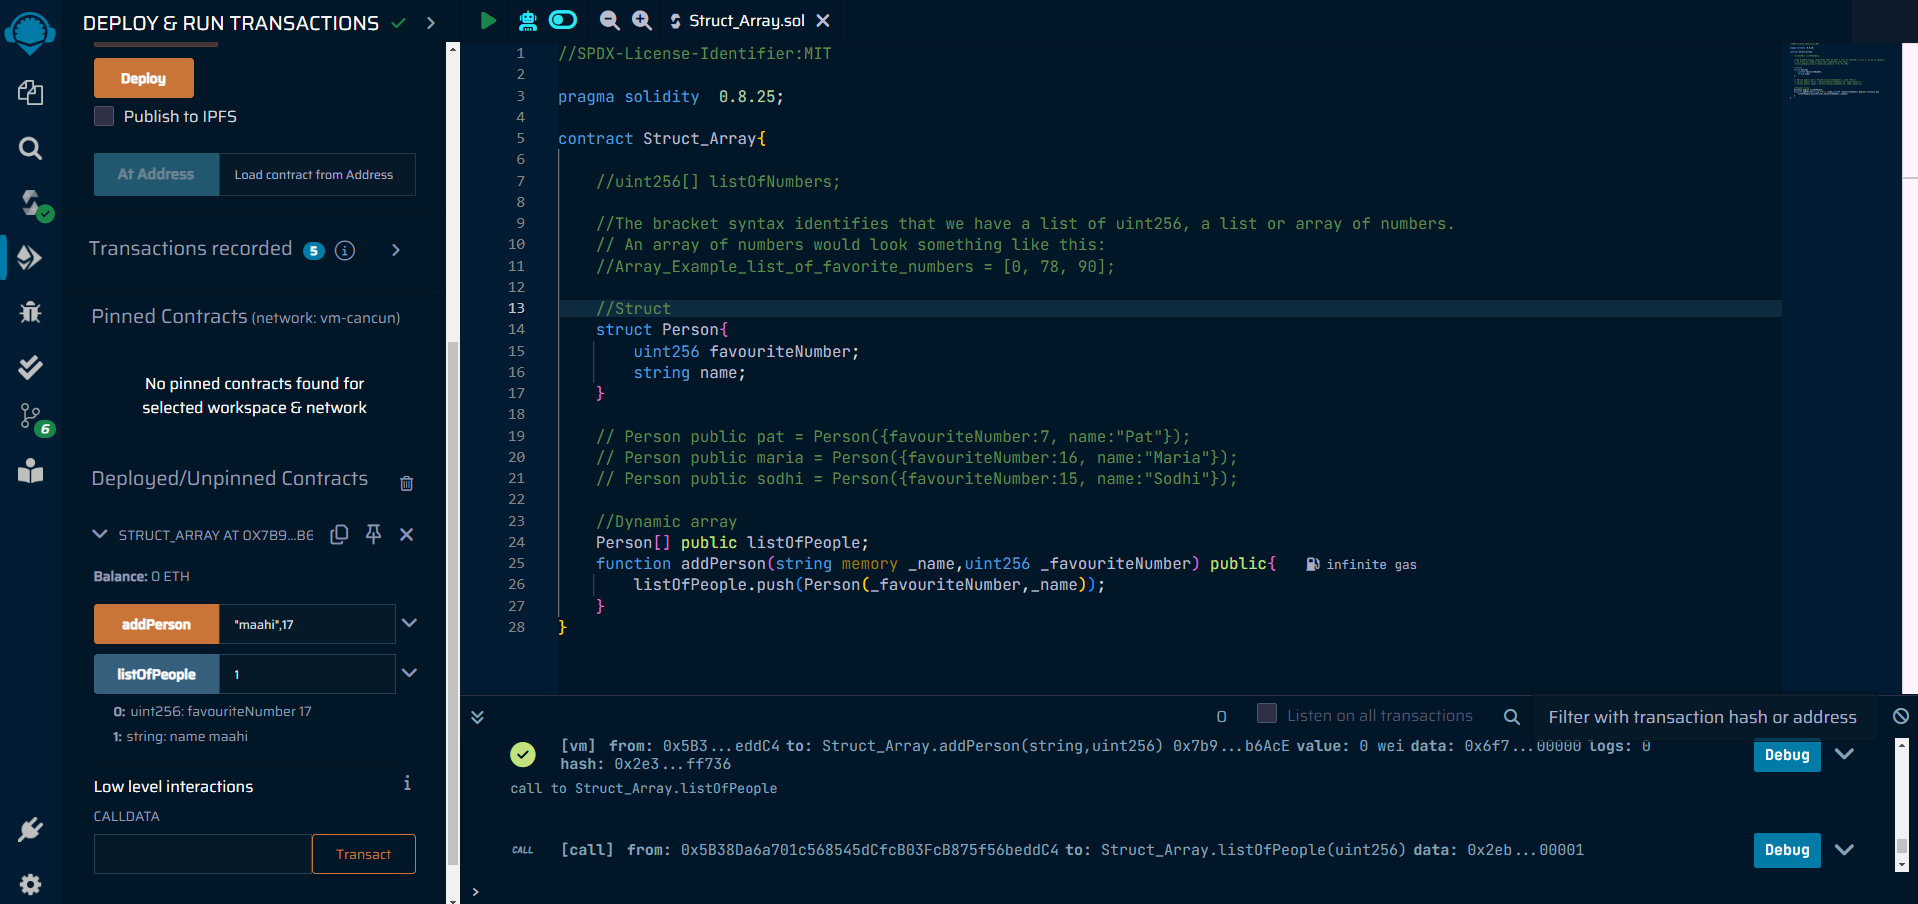 DEPLOY & RUN TRANSACTIONS
Deploy
Publish to IPFS
At Address
Load contract from Address
Transactions recorded 5 i
Pinned Contracts (network: vm-cancun)
No pinned contracts found for
selected workspace & network
6
Deployed/Unpinned Contracts
STRUCT_ARRAY AT 0X7B9...B6
Balance: 0 ETH
addPerson "maahi",17
listOfPeople 1
0: uint256: favouriteNumber 17
1: string: name maahi
Low level interactions i
CALLDATA
Transact
Struct_Array.sol
1 //SPDX-License-Identifier:MIT
2
3 pragma solidity  0.8.25;
4
5 contract Struct_Array{
6
7 //uint256[] listOfNumbers;
8
9 //The bracket syntax identifies that we have a list of uint256, a list or array of numbers.
10 // An array of numbers would look something like this:
11 //Array_Example_list_of_favorite_numbers = [0, 78, 90];
12
13 //Struct
14 struct Person{
15 uint256 favouriteNumber;
16 string name;
17 }
18
19 // Person public pat = Person({favouriteNumber:7, name:"Pat"});
20 // Person public maria = Person({favouriteNumber:16, name:"Maria"});
21 // Person public sodhi = Person({favouriteNumber:15, name:"Sodhi"});
22
23 //Dynamic array
24 Person[] public listOfPeople;
25 function addPerson(string memory _name,uint256 _favouriteNumber) public{ infinite gas
26 listOfPeople.push(Person(_favouriteNumber,_name));
27 }
28 }
0 Listen on all transactions Filter with transaction hash or address
[vm] from: 0x5B3...eddC4 to: Struct_Array.addPerson(string,uint256) 0x7b9...b6AcE value: 0 wei data: 0x6f7...00000 logs: 0
hash: 0x2e3...ff736
Debug
call to Struct_Array.listOfPeople
CALL [call] from: 0x5B38Da6a701c568545dCfcB03FcB875f56beddC4 to: Struct_Array.listOfPeople(uint256) data: 0x2eb...00001
Debug
>